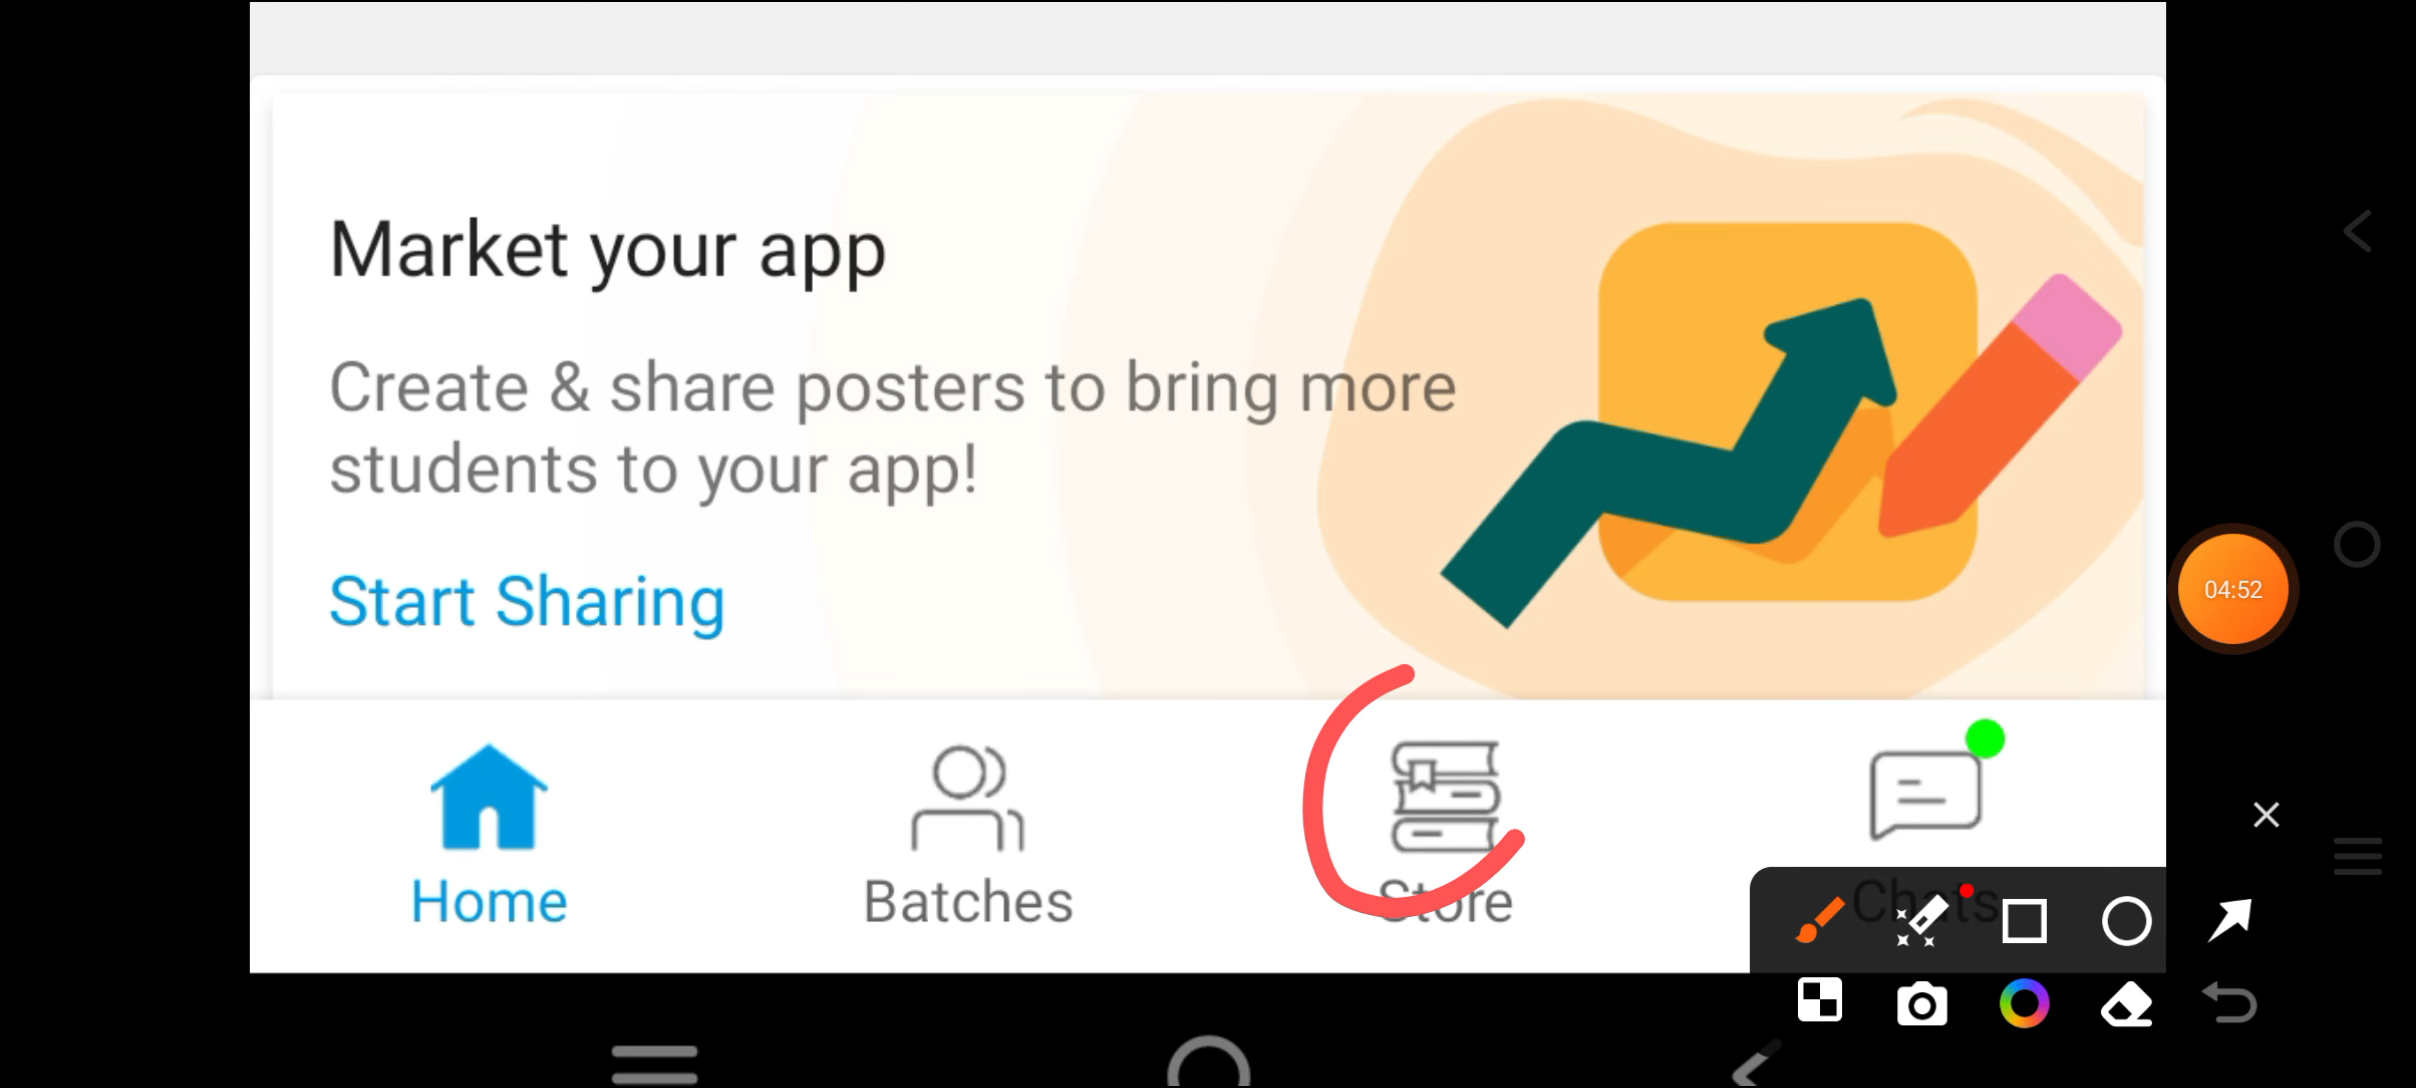 Market your app
Create & share posters to bring more
students to your app!
Start Sharing
04:52
Home
Batches
Store
Chats